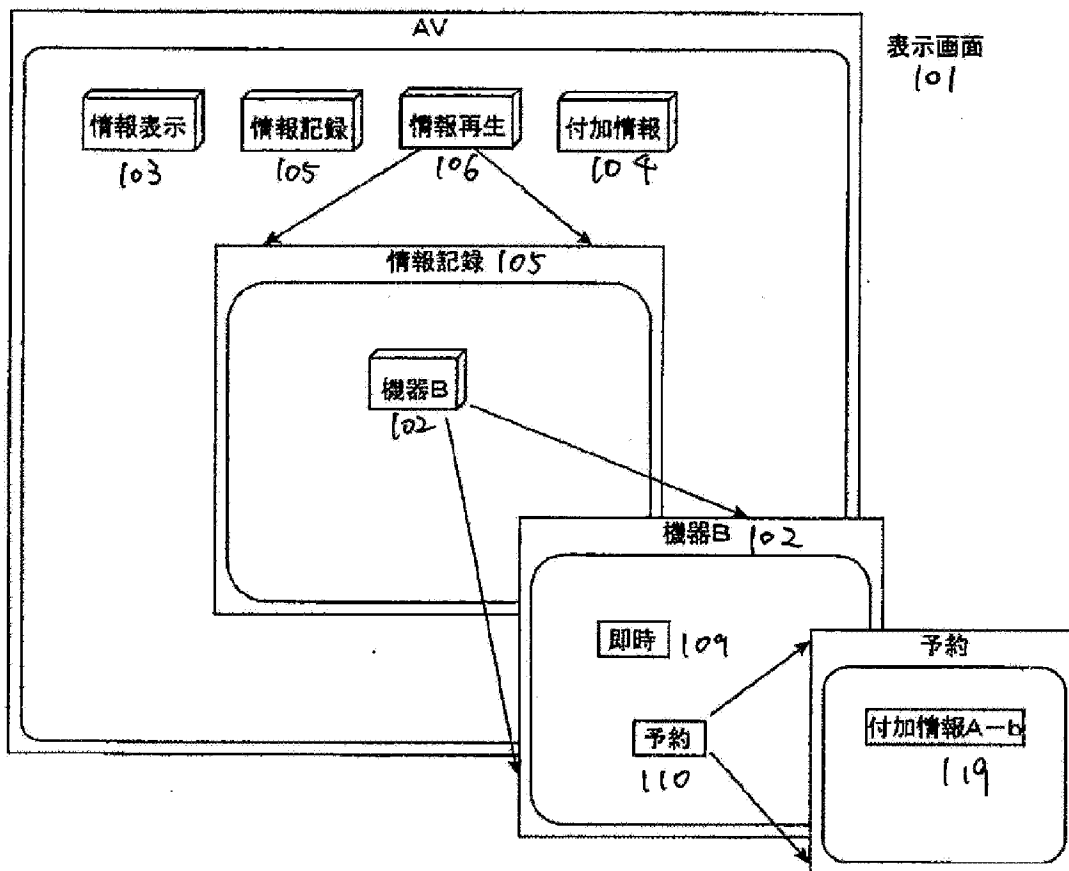 AV
表示画面
101
情報表示
情報記録
情報再生
付加情報
103
105
106
104
情報記録 105
機器B
102
機器B 102
即時 109
予約
110
予約
付加情報A-b
119